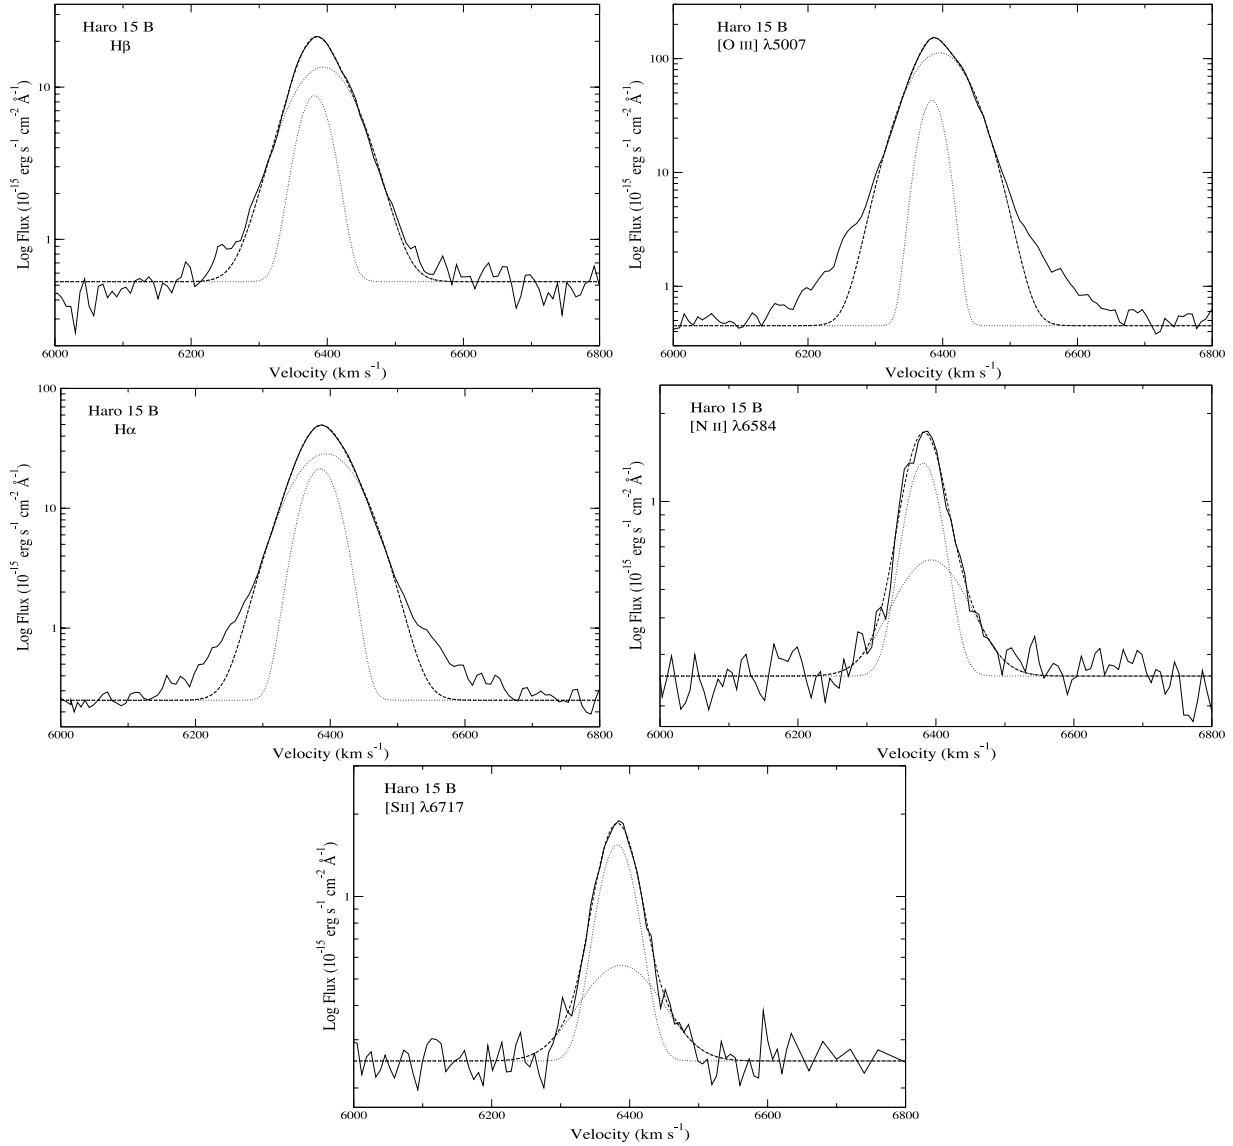 Haro 15 B
Hβ
Log Flux (10⁻¹⁵ erg s⁻¹ cm⁻² Å⁻¹)
10
1
6000 6200 6400 6600 6800
Velocity (km s⁻¹)
Haro 15 B
[O III] λ5007
Log Flux (10⁻¹⁵ erg s⁻¹ cm⁻² Å⁻¹)
100
10
1
6000 6200 6400 6600 6800
Velocity (km s⁻¹)
Haro 15 B
Hα
Log Flux (10⁻¹⁵ erg s⁻¹ cm⁻² Å⁻¹)
100
10
1
6000 6200 6400 6600 6800
Velocity (km s⁻¹)
Haro 15 B
[N II] λ6584
Log Flux (10⁻¹⁵ erg s⁻¹ cm⁻² Å⁻¹)
1
6000 6200 6400 6600 6800
Velocity (km s⁻¹)
Haro 15 B
[SII] λ6717
Log Flux (10⁻¹⁵ erg s⁻¹ cm⁻² Å⁻¹)
1
6000 6200 6400 6600 6800
Velocity (km s⁻¹)